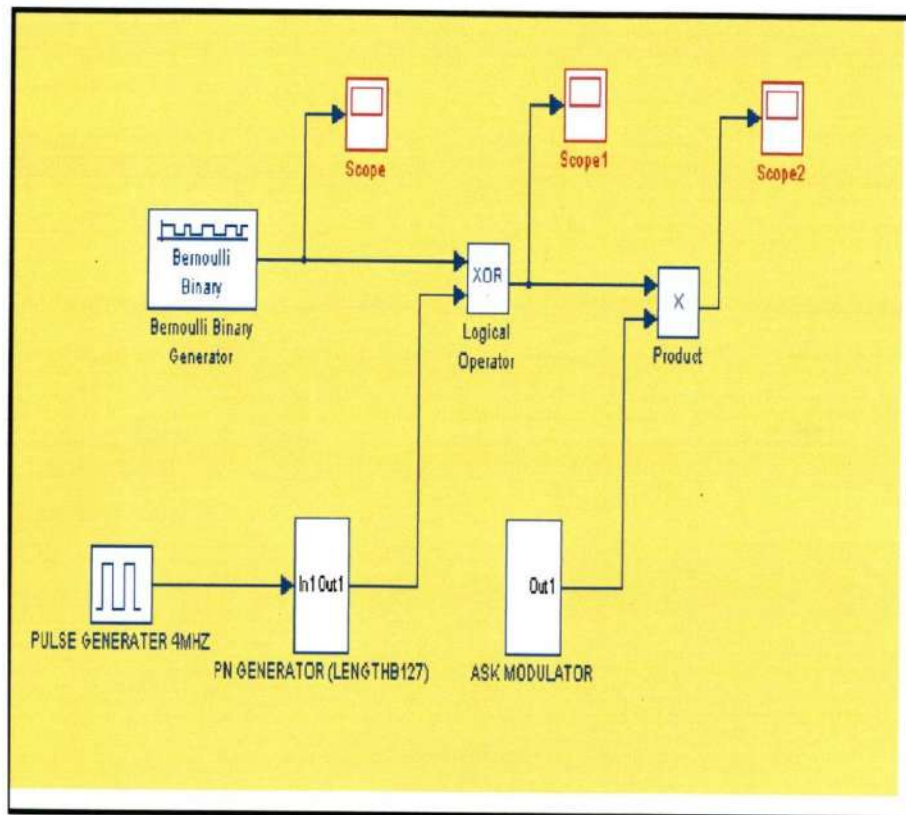 Scope
Scope1
Scope2
Bernoulli
Binary
Bernoulli Binary
Generator
XOR
Logical
Operator
X
Product
In1 Out1
Out1
PULSE GENERATER 4MHZ
PN GENERATOR (LENGTHB127)
ASK MODULATOR